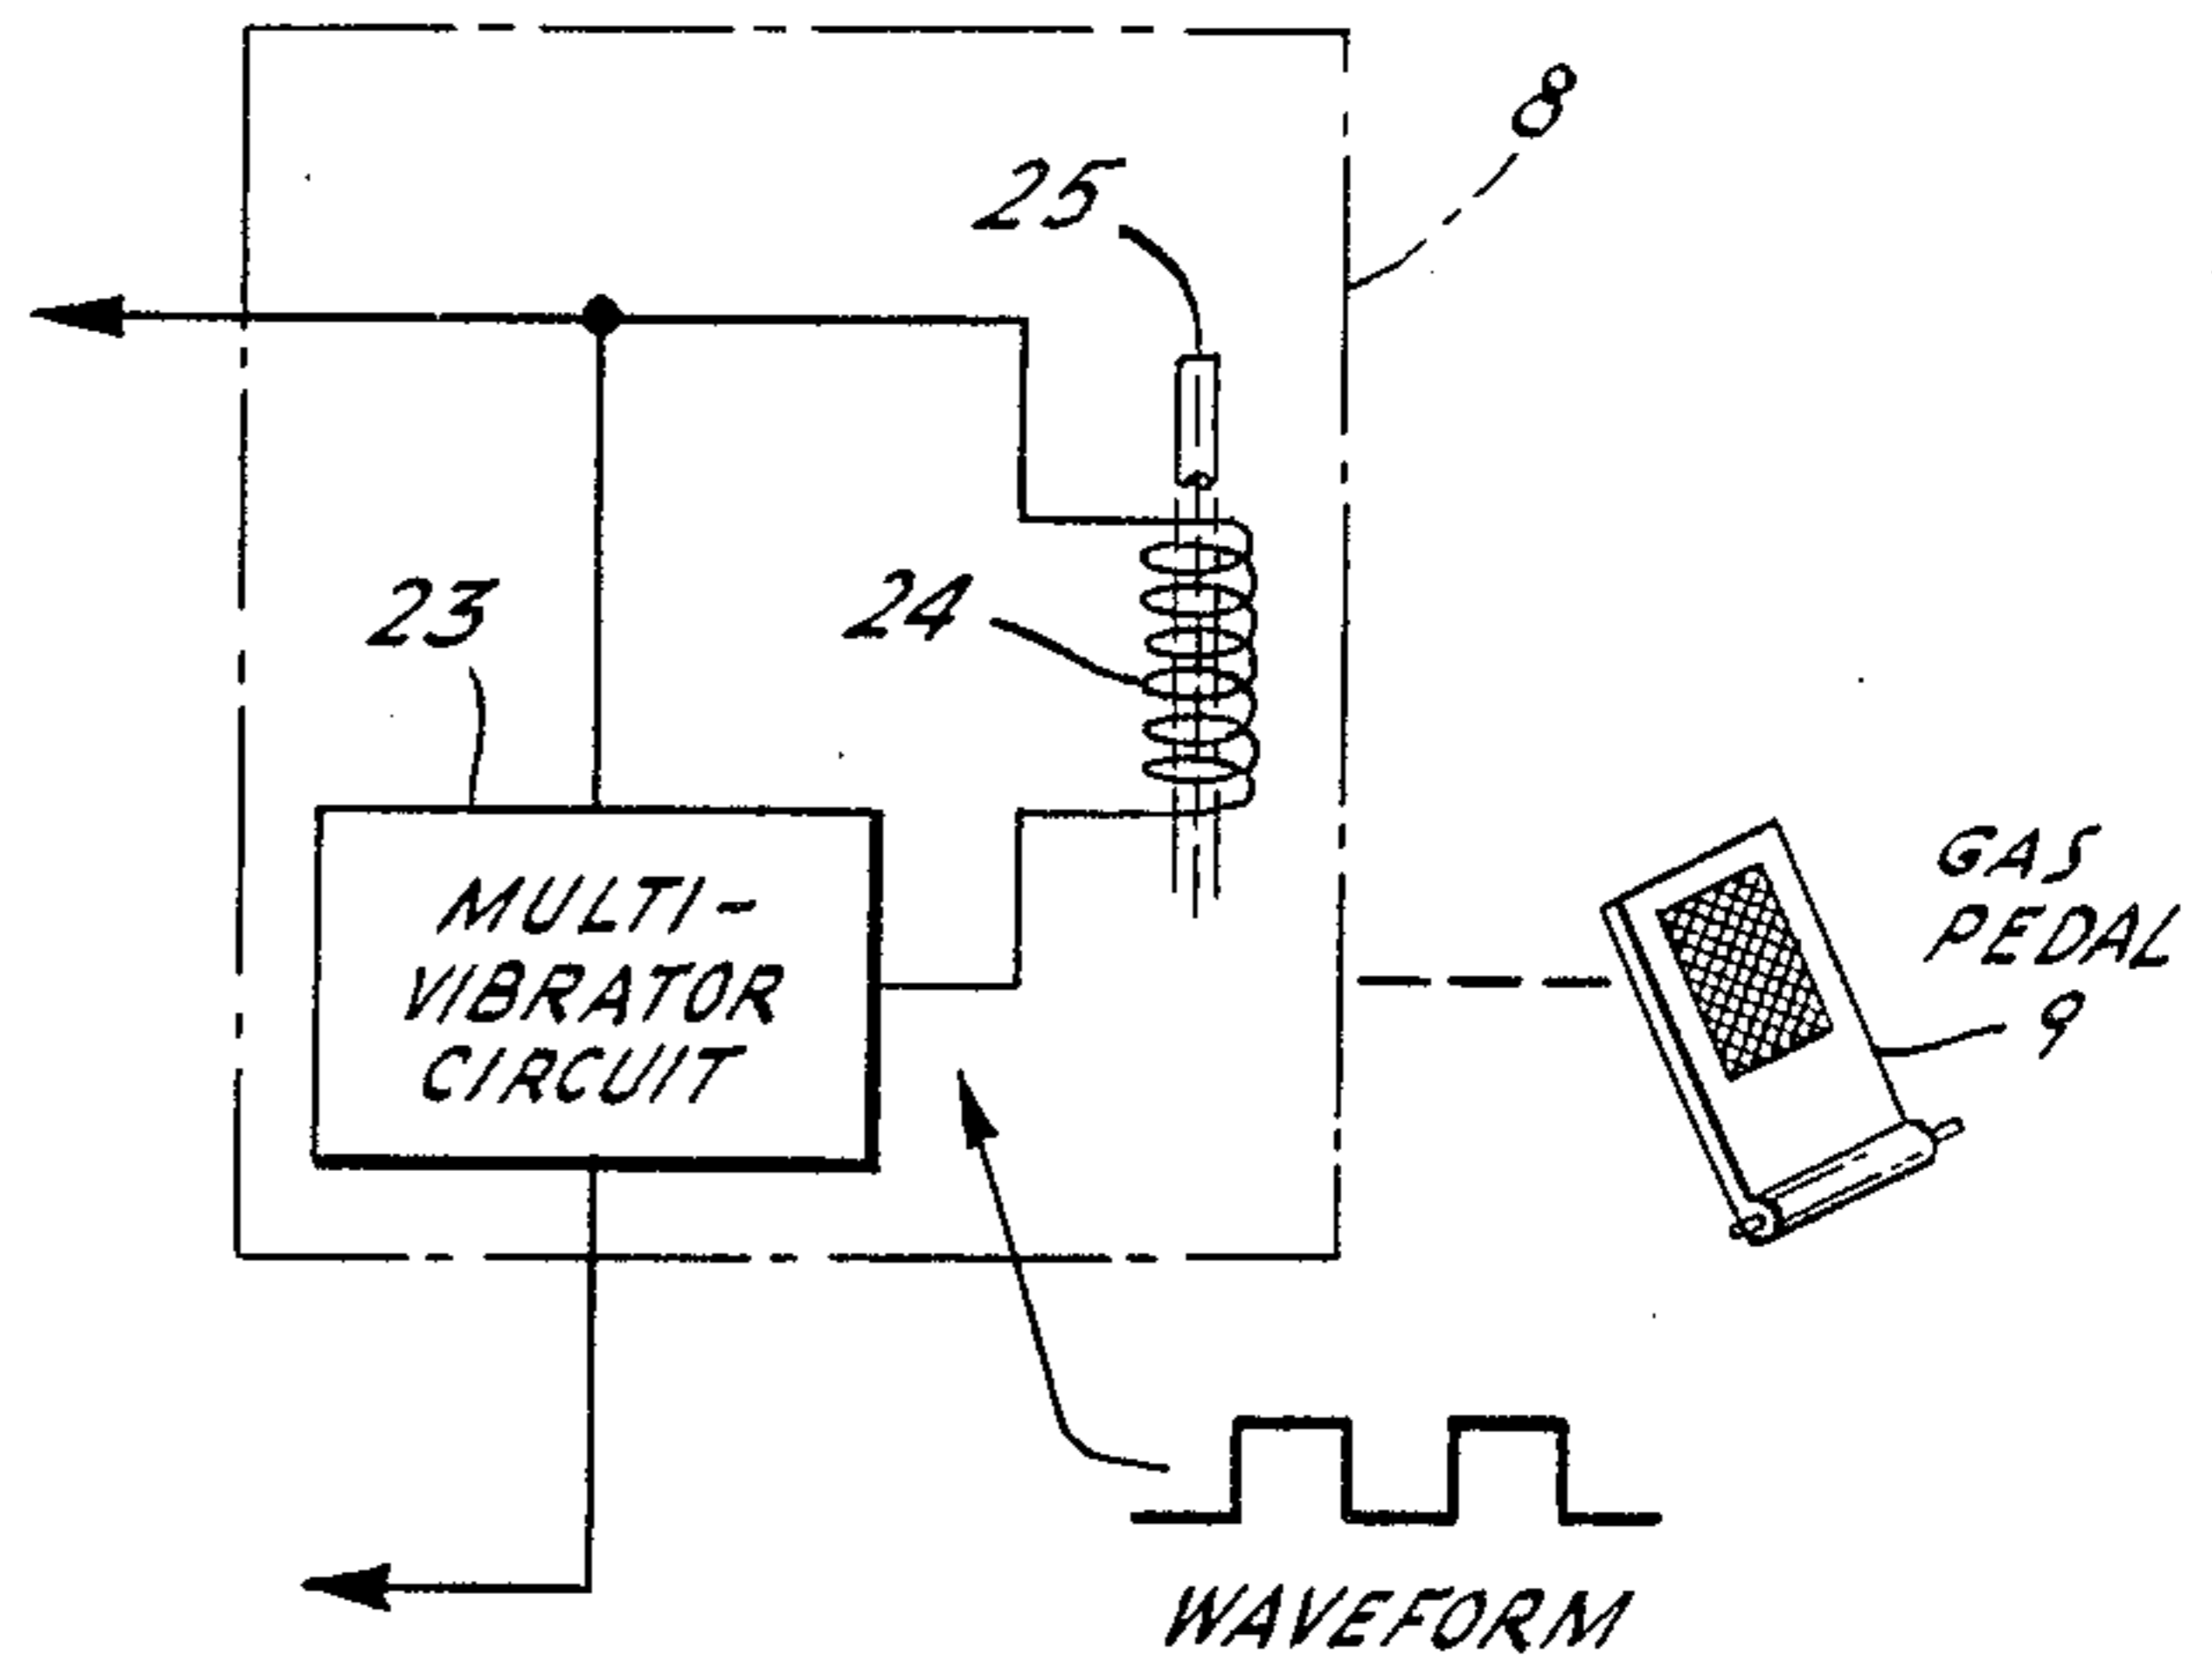 8
25
24
23
MULTI-
VIBRATOR
CIRCUIT
GAS
PEDAL
9
WAVEFORM